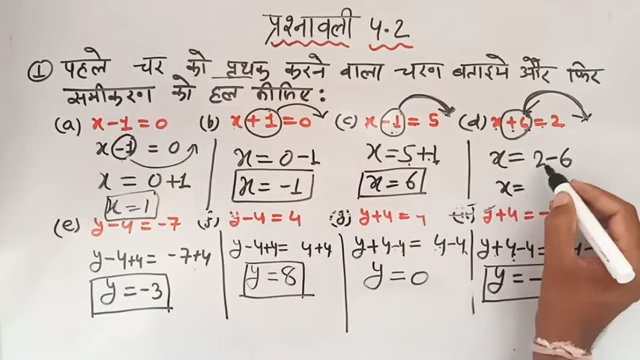 प्रश्नावली 4.2
① पहले चर को पृथक करने वाला चरण बताइये और फिर
समीकरण को हल कीजिए:
(a) x-1=0 (b) x+1=0 (c) x-1=5 (d) x+6=2
x-1=0 x=0-1 x=5+1 x=2-6
x=0+1 x=-1 x=6 x=
x=1
(e) y-4=-7 (f) y-4=4 (g) y+4=4 y+4=-
y-4+4=-7+4 y-4+4=4+4 y+4-4=4-4 y+4-4=
y=-3 y=8 y=0 y=-